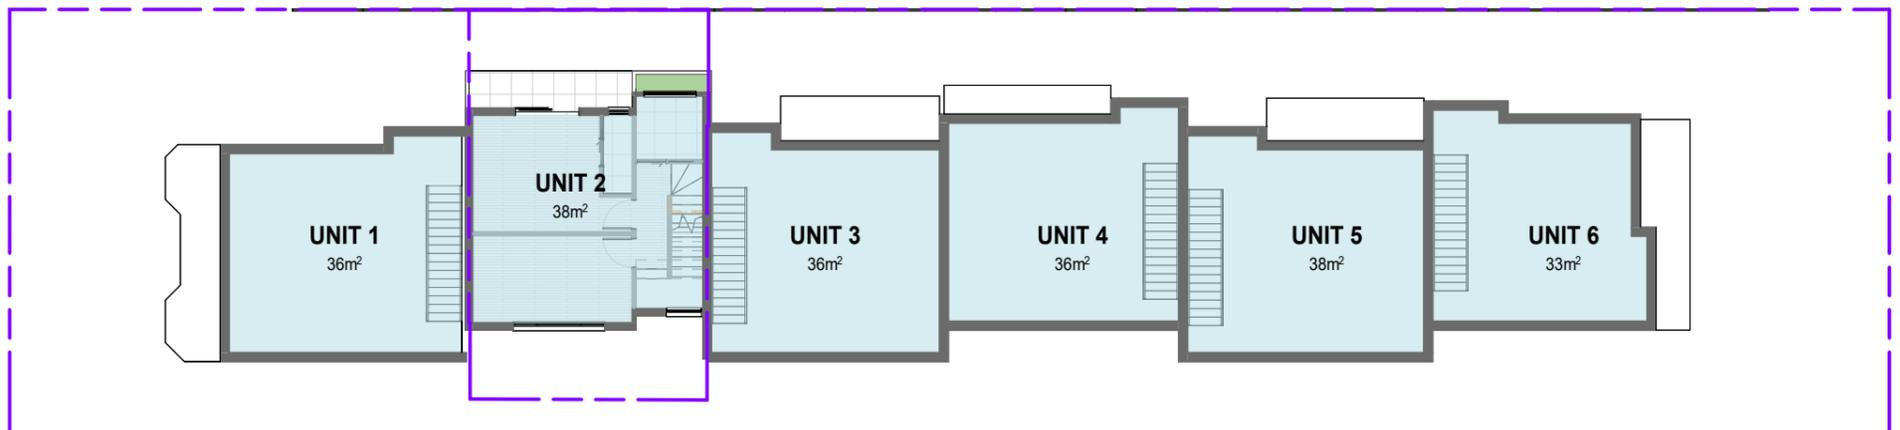 UNIT 1
36m²
UNIT 2
38m²
UNIT 3
36m²
UNIT 4
36m²
UNIT 5
38m²
UNIT 6
33m²